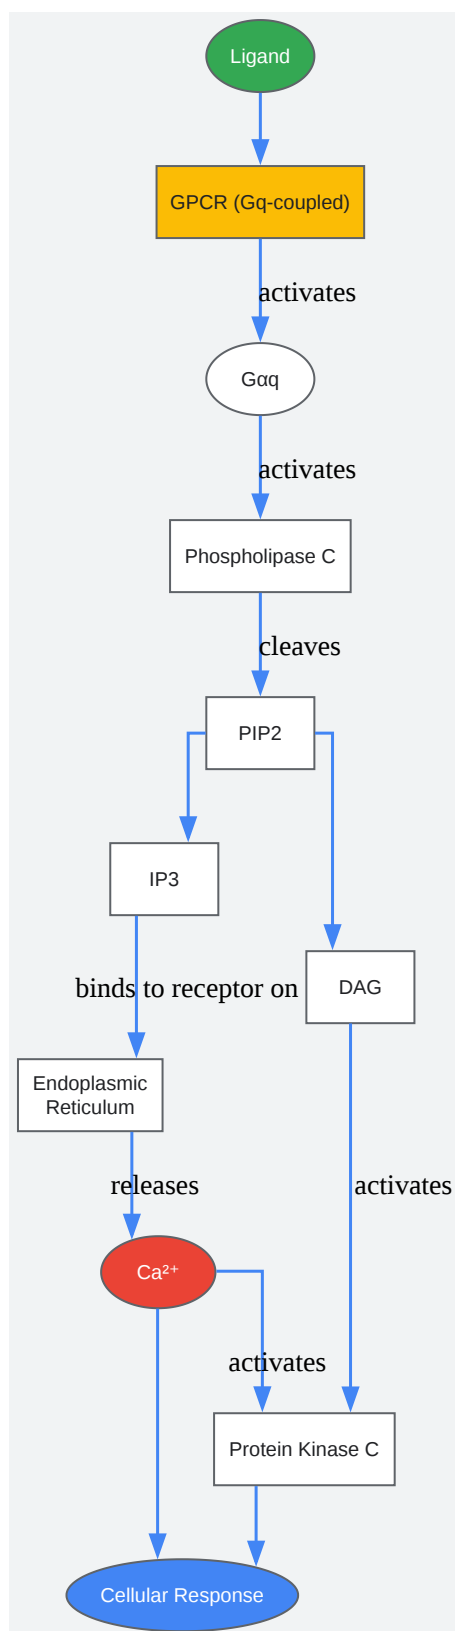 Ligand
GPCR (Gq-coupled)
activates
Gαq
activates
Phospholipase C
cleaves
PIP2
IP3
binds to receptor on
DAG
Endoplasmic
Reticulum
releases
activates
Ca²⁺
activates
Protein Kinase C
Cellular Response